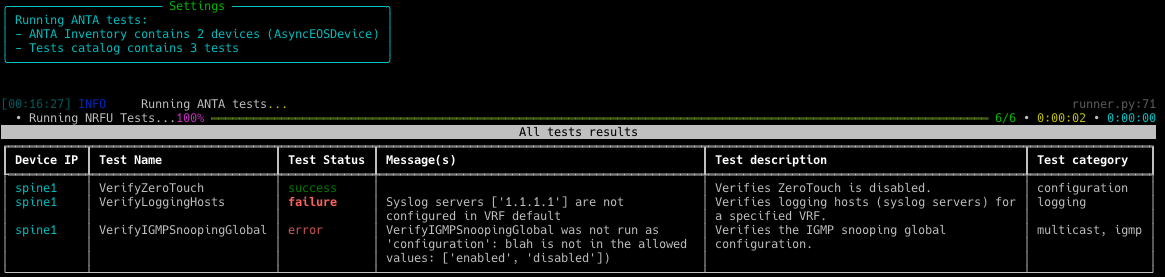 Settings
Running ANTA tests:
- ANTA Inventory contains 2 devices (AsyncEOSDevice)
- Tests catalog contains 3 tests
[00:16:27] INFO Running ANTA tests... runner.py:71
• Running NRFU Tests...100% 6/6 • 0:00:02 • 0:00:00
All tests results
Device IP Test Name Test Status Message(s) Test description Test category
spine1 VerifyZeroTouch success Verifies ZeroTouch is disabled. configuration
spine1 VerifyLoggingHosts failure Syslog servers ['1.1.1.1'] are not Verifies logging hosts (syslog servers) for logging
configured in VRF default a specified VRF.
spine1 VerifyIGMPSnoopingGlobal error VerifyIGMPSnoopingGlobal was not run as Verifies the IGMP snooping global multicast, igmp
'configuration': blah is not in the allowed configuration.
values: ['enabled', 'disabled'])